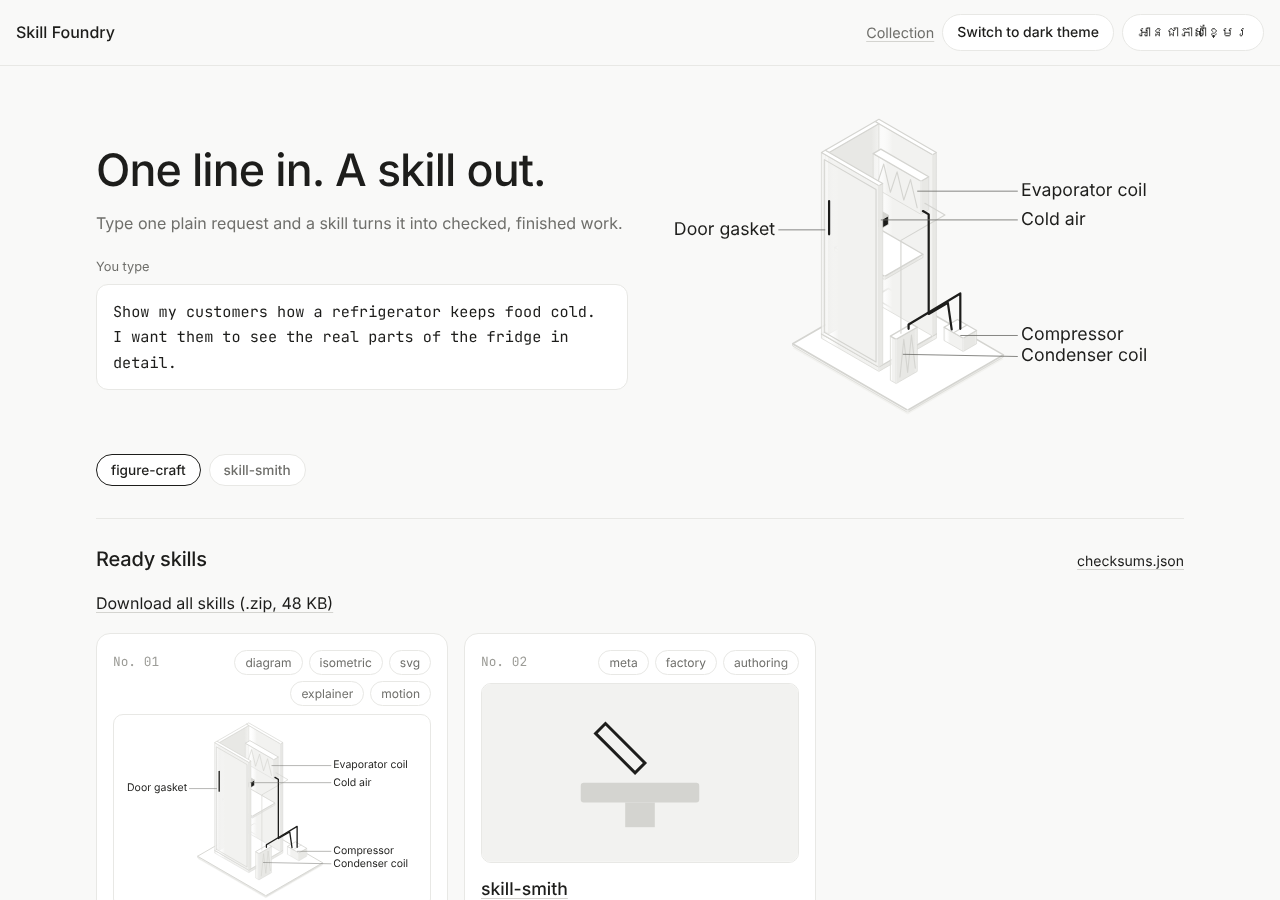 Skill Foundry
Collection
Switch to dark theme
អានជាភាសាខ្មែរ
One line in. A skill out.
Type one plain request and a skill turns it into checked, finished work.
You type
Show my customers how a refrigerator keeps food cold.
I want them to see the real parts of the fridge in
detail.
Door gasket
Evaporator coil
Cold air
Compressor
Condenser coil
figure-craft
skill-smith
Ready skills
checksums.json
Download all skills (.zip, 48 KB)
No. 01
diagram
isometric
svg
explainer
motion
Door gasket
Evaporator coil
Cold air
Compressor
Condenser coil
No. 02
meta
factory
authoring
skill-smith